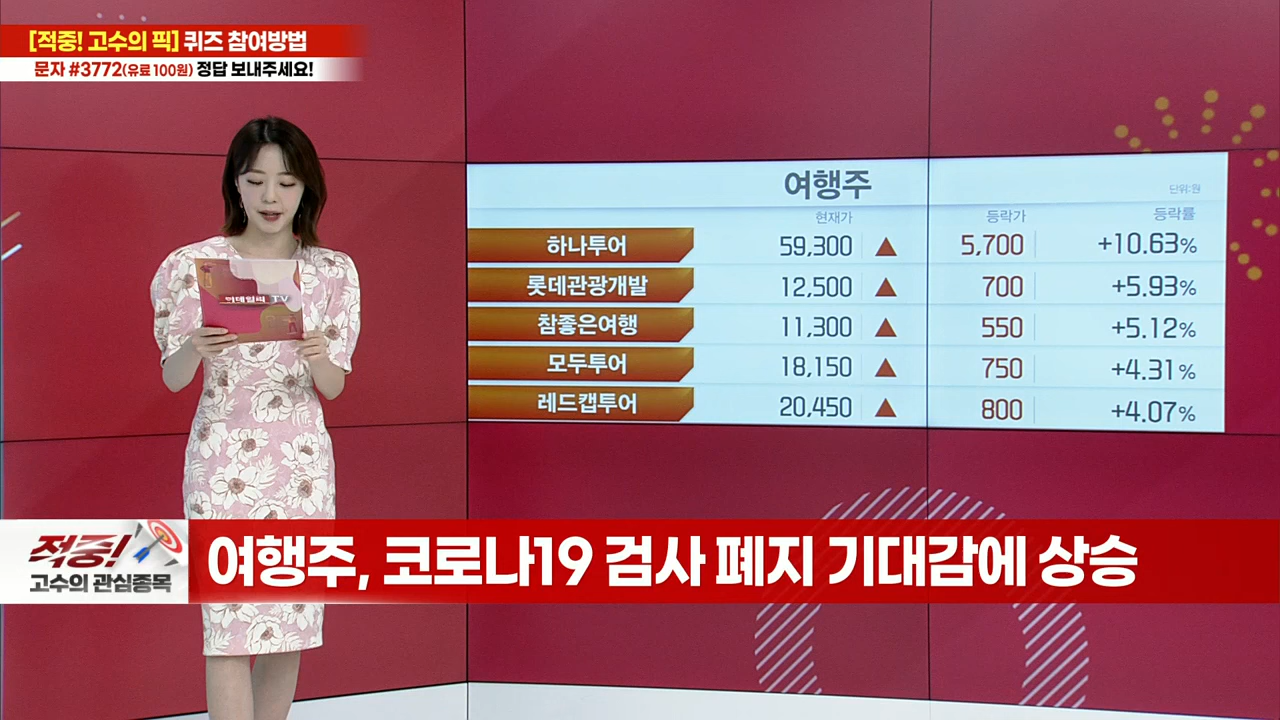 [적중! 고수의 픽] 퀴즈 참여방법
문자 #3772(유료 100원) 정답 보내주세요!
여행주
단위:원
현재가 등락가 등락률
하나투어 59,300 ▲ 5,700 +10.63%
롯데관광개발 12,500 ▲ 700 +5.93%
참좋은여행 11,300 ▲ 550 +5.12%
모두투어 18,150 ▲ 750 +4.31%
레드캡투어 20,450 ▲ 800 +4.07%
이데일리 TV
적중!
고수의 관심종목
여행주, 코로나19 검사 폐지 기대감에 상승